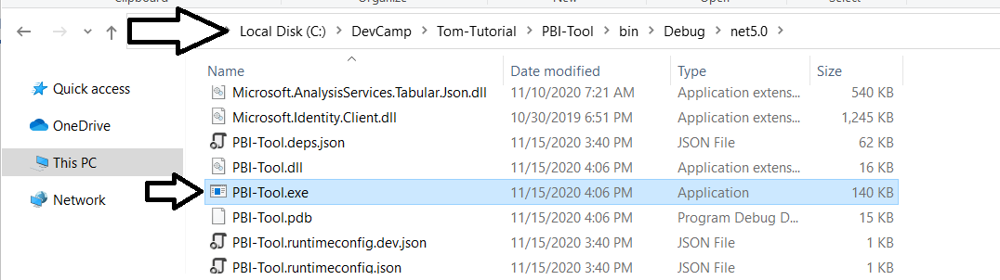 Clipboard Organize New Open Select
Local Disk (C:) > DevCamp > Tom-Tutorial > PBI-Tool > bin > Debug > net5.0 >
Name Date modified Type Size
Quick access
OneDrive
This PC
Network
Microsoft.AnalysisServices.Tabular.Json.dll 11/10/2020 7:21 AM Application extens... 540 KB
Microsoft.Identity.Client.dll 10/30/2019 6:51 PM Application extens... 1,245 KB
PBI-Tool.deps.json 11/15/2020 3:40 PM JSON File 62 KB
PBI-Tool.dll 11/15/2020 4:06 PM Application extens... 16 KB
PBI-Tool.exe 11/15/2020 4:06 PM Application 140 KB
PBI-Tool.pdb 11/15/2020 4:06 PM Program Debug D... 15 KB
PBI-Tool.runtimeconfig.dev.json 11/15/2020 3:40 PM JSON File 1 KB
PBI-Tool.runtimeconfig.json 11/15/2020 3:40 PM JSON File 1 KB